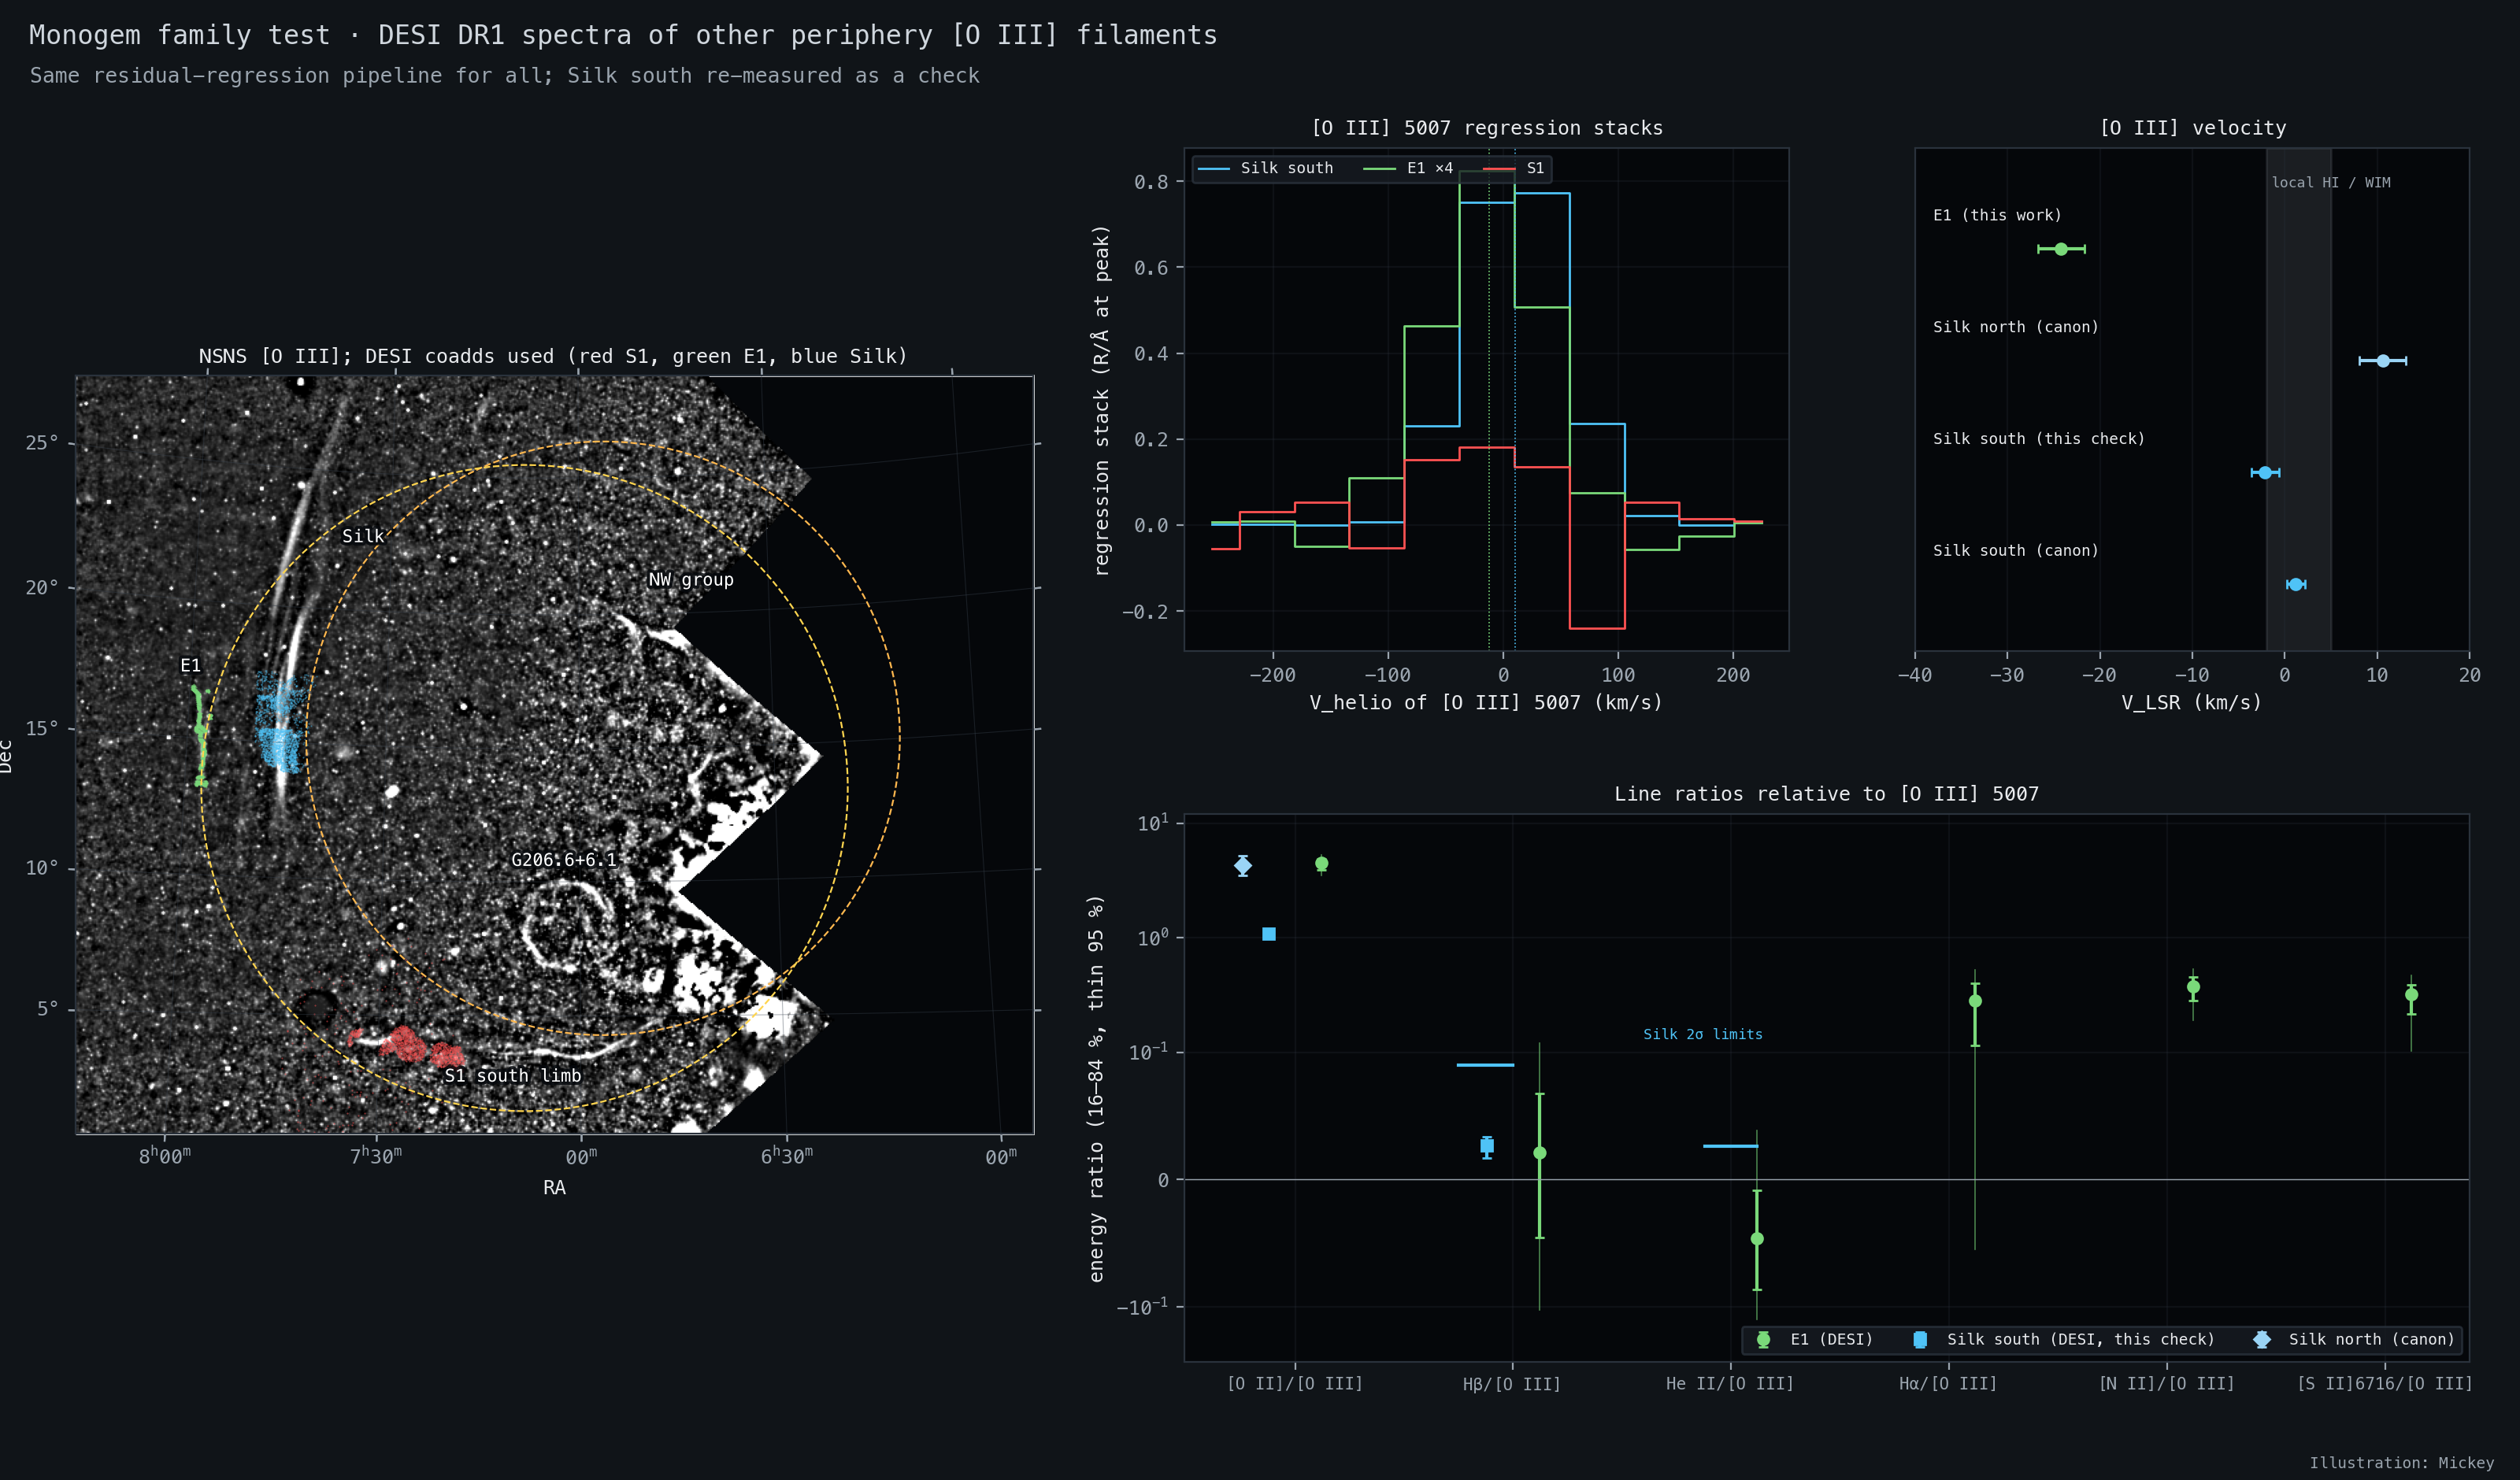 Monogem family test · DESI DR1 spectra of other periphery [O III] filaments
Same residual−regression pipeline for all; Silk south re−measured as a check
NSNS [O III]; DESI coadds used (red S1, green E1, blue Silk)
25°
20°
15°
10°
5°
Dec
Silk
NW group
E1
G206.6+6.1
S1 south limb
8ʰ00ᵐ
7ʰ30ᵐ
00ᵐ
6ʰ30ᵐ
00ᵐ
RA
[O III] 5007 regression stacks
Silk south
E1 ×4
S1
0.8
0.6
0.4
0.2
0.0
−0.2
regression stack (R/Å at peak)
−200
−100
0
100
200
V_helio of [O III] 5007 (km/s)
[O III] velocity
local HI / WIM
E1 (this work)
Silk north (canon)
Silk south (this check)
Silk south (canon)
−40
−30
−20
−10
0
10
20
V_LSR (km/s)
Line ratios relative to [O III] 5007
10¹
10⁰
10⁻¹
0
−10⁻¹
energy ratio (16–84 %, thin 95 %)
Silk 2σ limits
E1 (DESI)
Silk south (DESI, this check)
Silk north (canon)
[O II]/[O III]
Hβ/[O III]
He II/[O III]
Hα/[O III]
[N II]/[O III]
[S II]6716/[O III]
Illustration: Mickey